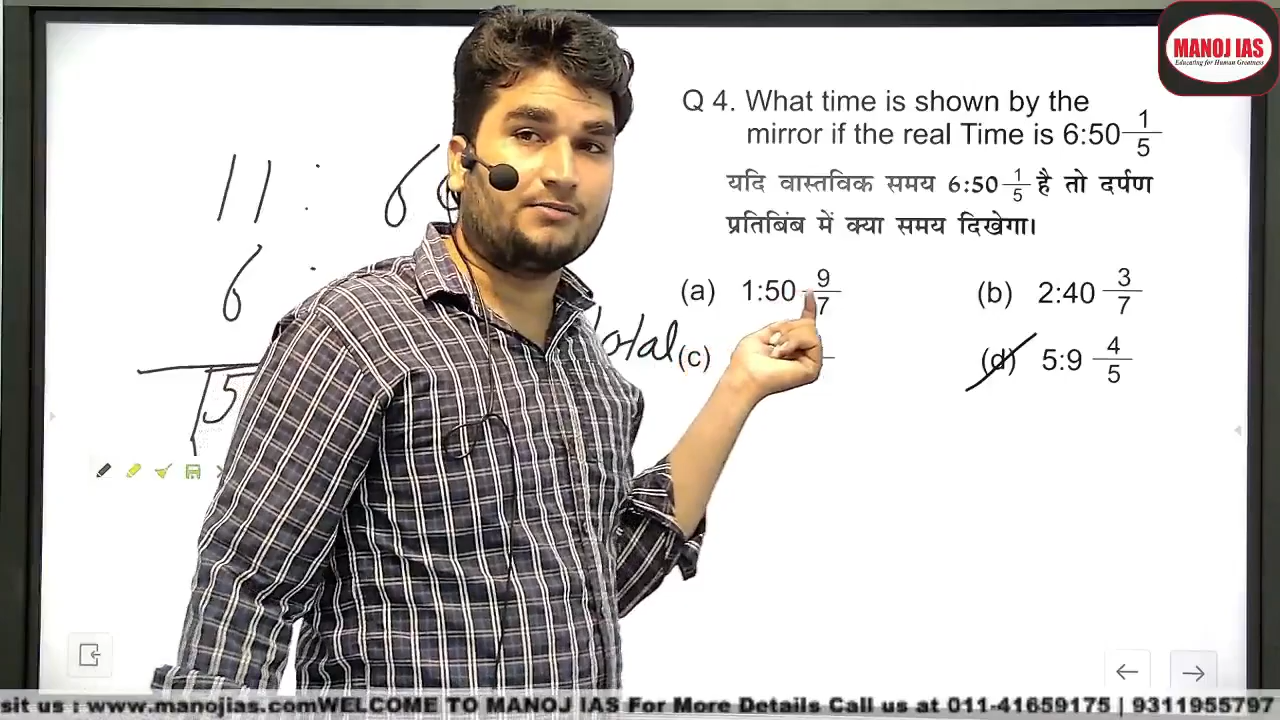 MANOJ IAS
Educating for Human Greatness
Q 4. What time is shown by the
mirror if the real Time is 6:50 1/5
यदि वास्तविक समय 6:50 1/5 है तो दर्पण
प्रतिबिंब में क्या समय दिखेगा।
(a) 1:50 9/7 (b) 2:40 3/7
(c) (d) 5:9 4/5
11 : 6
6 :
total
5
sit us : www.manojias.comWELCOME TO MANOJ IAS For More Details Call us at 011-41659175 | 9311955797